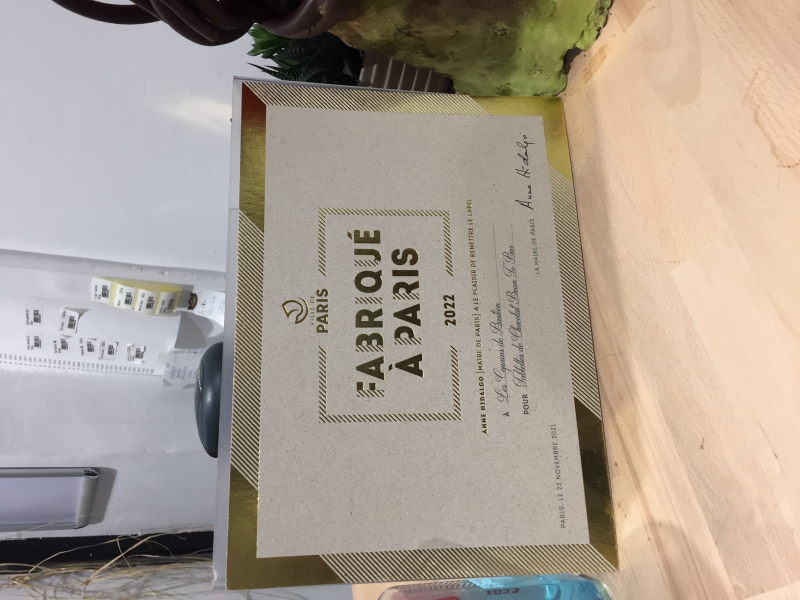 VILLE DE
PARIS
FABRIQUÉ
À PARIS
2022
ANNE HIDALGO [MAIRE DE PARIS] A LE PLAISIR DE REMETTRE LE LABEL
À Les Copains de Bastien
POUR Tablettes de Chocolat Bean To Bar
PARIS, LE 22 NOVEMBRE 2021
LA MAIRE DE PARIS
Anne Hidalgo